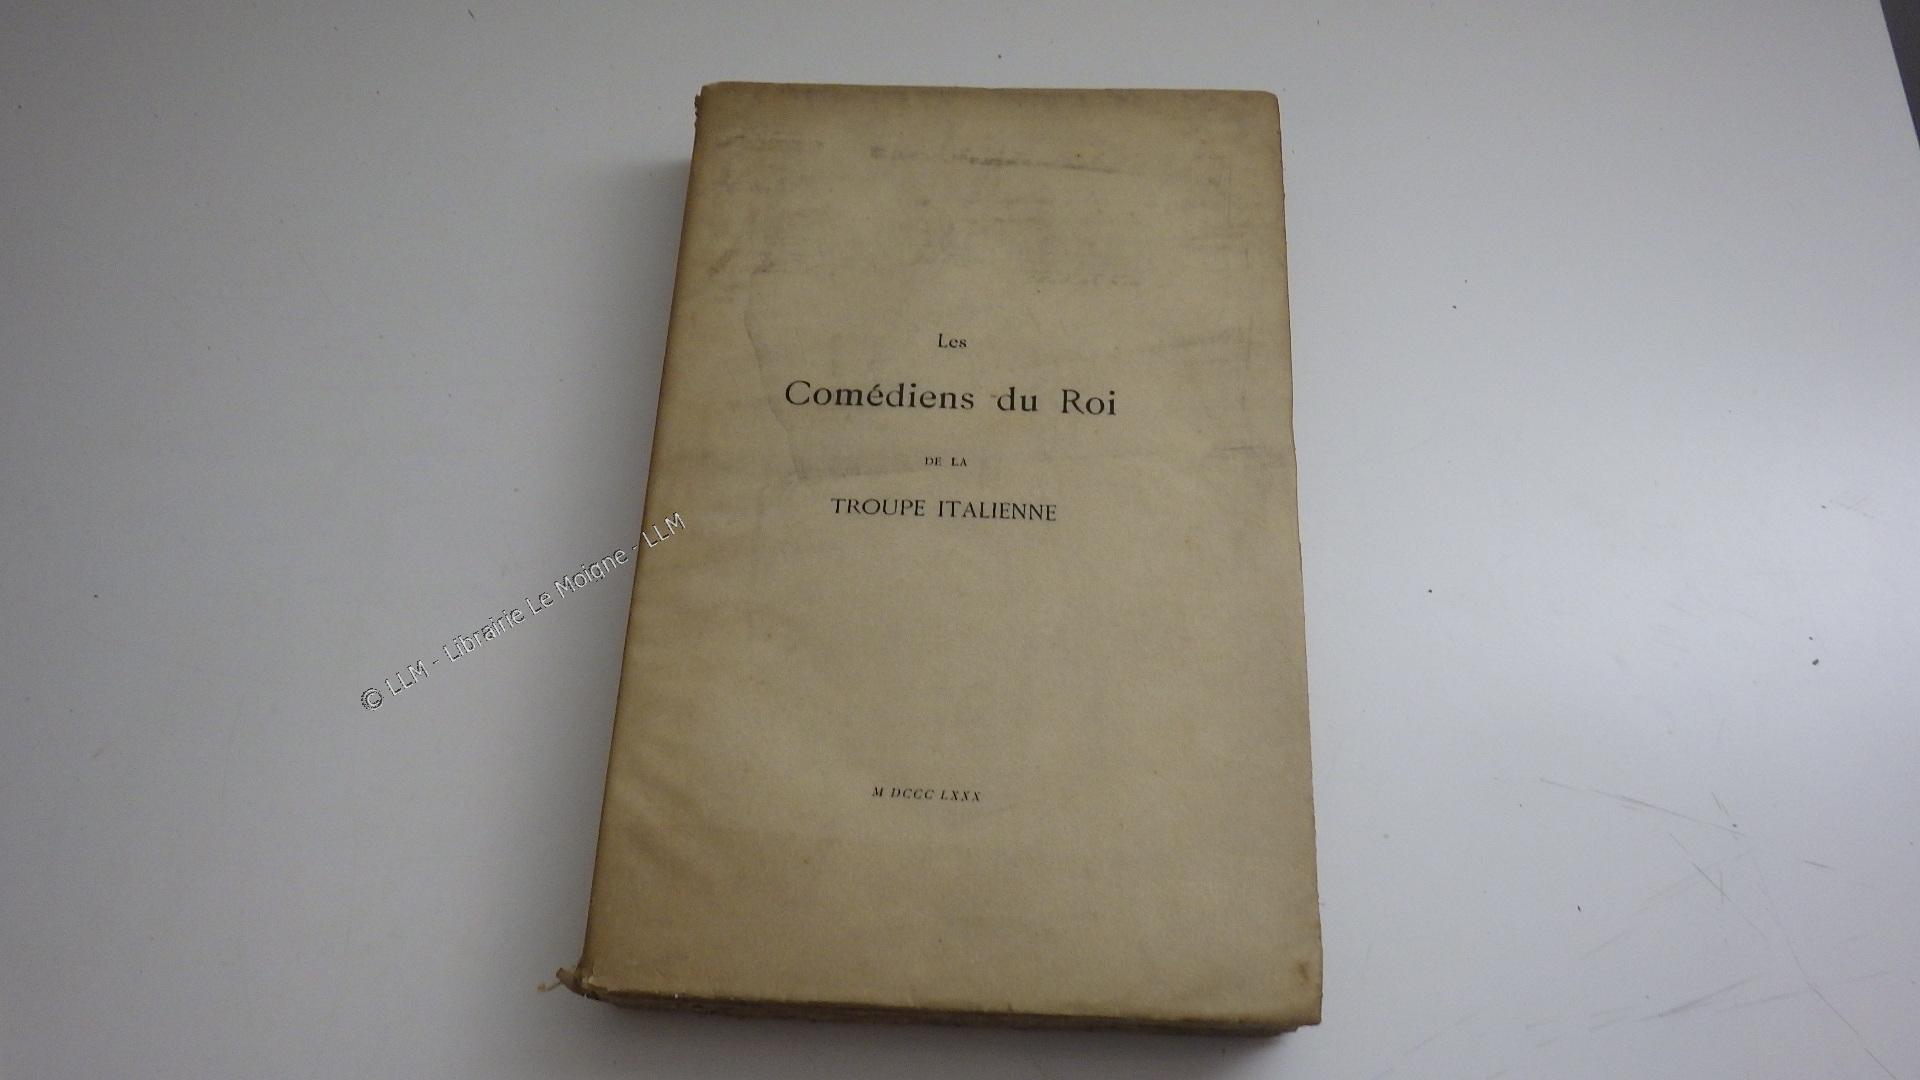 Les
Comédiens du Roi
DE LA
TROUPE ITALIENNE
M DCCC LXXX
© LLM - Librairie Le Moigne - LLM